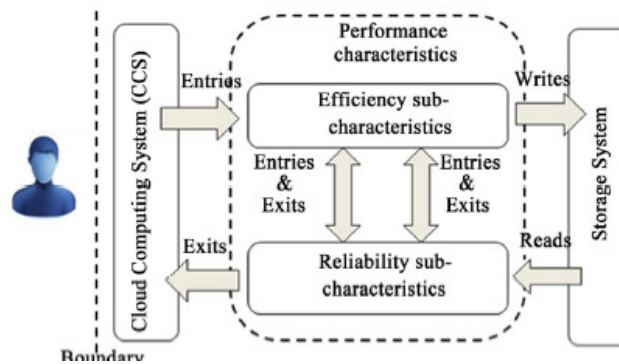 Performance
characteristics
Cloud Computing System (CCS)
Entries
Efficiency sub-
characteristics
Writes
Storage System
Entries
&
Exits
Entries
&
Exits
Exits
Reliability sub-
characteristics
Reads
Boundary